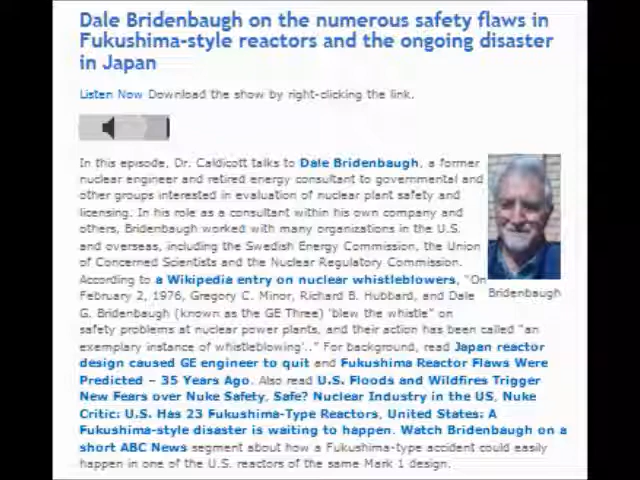 Dale Bridenbaugh on the numerous safety flaws in
Fukushima-style reactors and the ongoing disaster
in Japan
Listen Now Download the show by right-clicking the link.
In this episode, Dr. Caldicott talks to Dale Bridenbaugh, a former
nuclear engineer and retired energy consultant to governmental and
other groups interested in evaluation of nuclear plant safety and
licensing. In his role as a consultant within his own company and
others, Bridenbaugh worked with many organizations in the U.S.
and overseas, including the Swedish Energy Commission, the Union
of Concerned Scientists and the Nuclear Regulatory Commission.
According to a Wikipedia entry on nuclear whistleblowers, "On
February 2, 1976, Gregory C. Minor, Richard B. Hubbard, and Dale
Bridenbaugh
G. Bridenbaugh (known as the GE Three) 'blew the whistle" on
safety problems at nuclear power plants, and their action has been called "an
exemplary instance of whistleblowing'.." For background, read Japan reactor
design caused GE engineer to quit and Fukushima Reactor Flaws Were
Predicted – 35 Years Ago. Also read U.S. Floods and Wildfires Trigger
New Fears over Nuke Safety, Safe? Nuclear Industry in the US, Nuke
Critic: U.S. Has 23 Fukushima-Type Reactors, United States: A
Fukushima-style disaster is waiting to happen. Watch Bridenbaugh on a
short ABC News segment about how a Fukushima-type accident could easily
happen in one of the U.S. reactors of the same Mark 1 design.